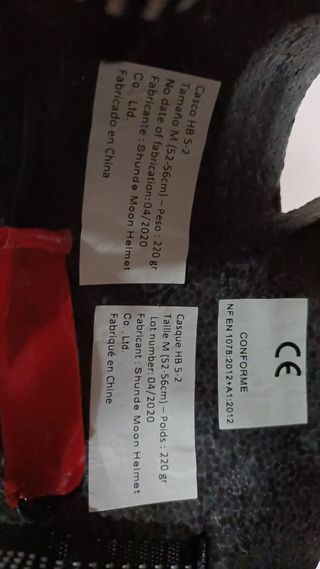 Casco HB 5-2
Tamaño M (52-56cm) – Peso : 220 gr
No date of fabrication:04/2020
Fabricante : Shunde Moon Helmet
Co., Ltd.
Fabricado en China
Casque HB 5-2
Taille M (52-56cm) – Poids : 220 gr
Lot number: 04/2020
Fabricant : Shunde Moon Helmet
Co., Ltd.
Fabriqué en Chine
CE
CONFORME
NF EN 1078:2012+A1:2012